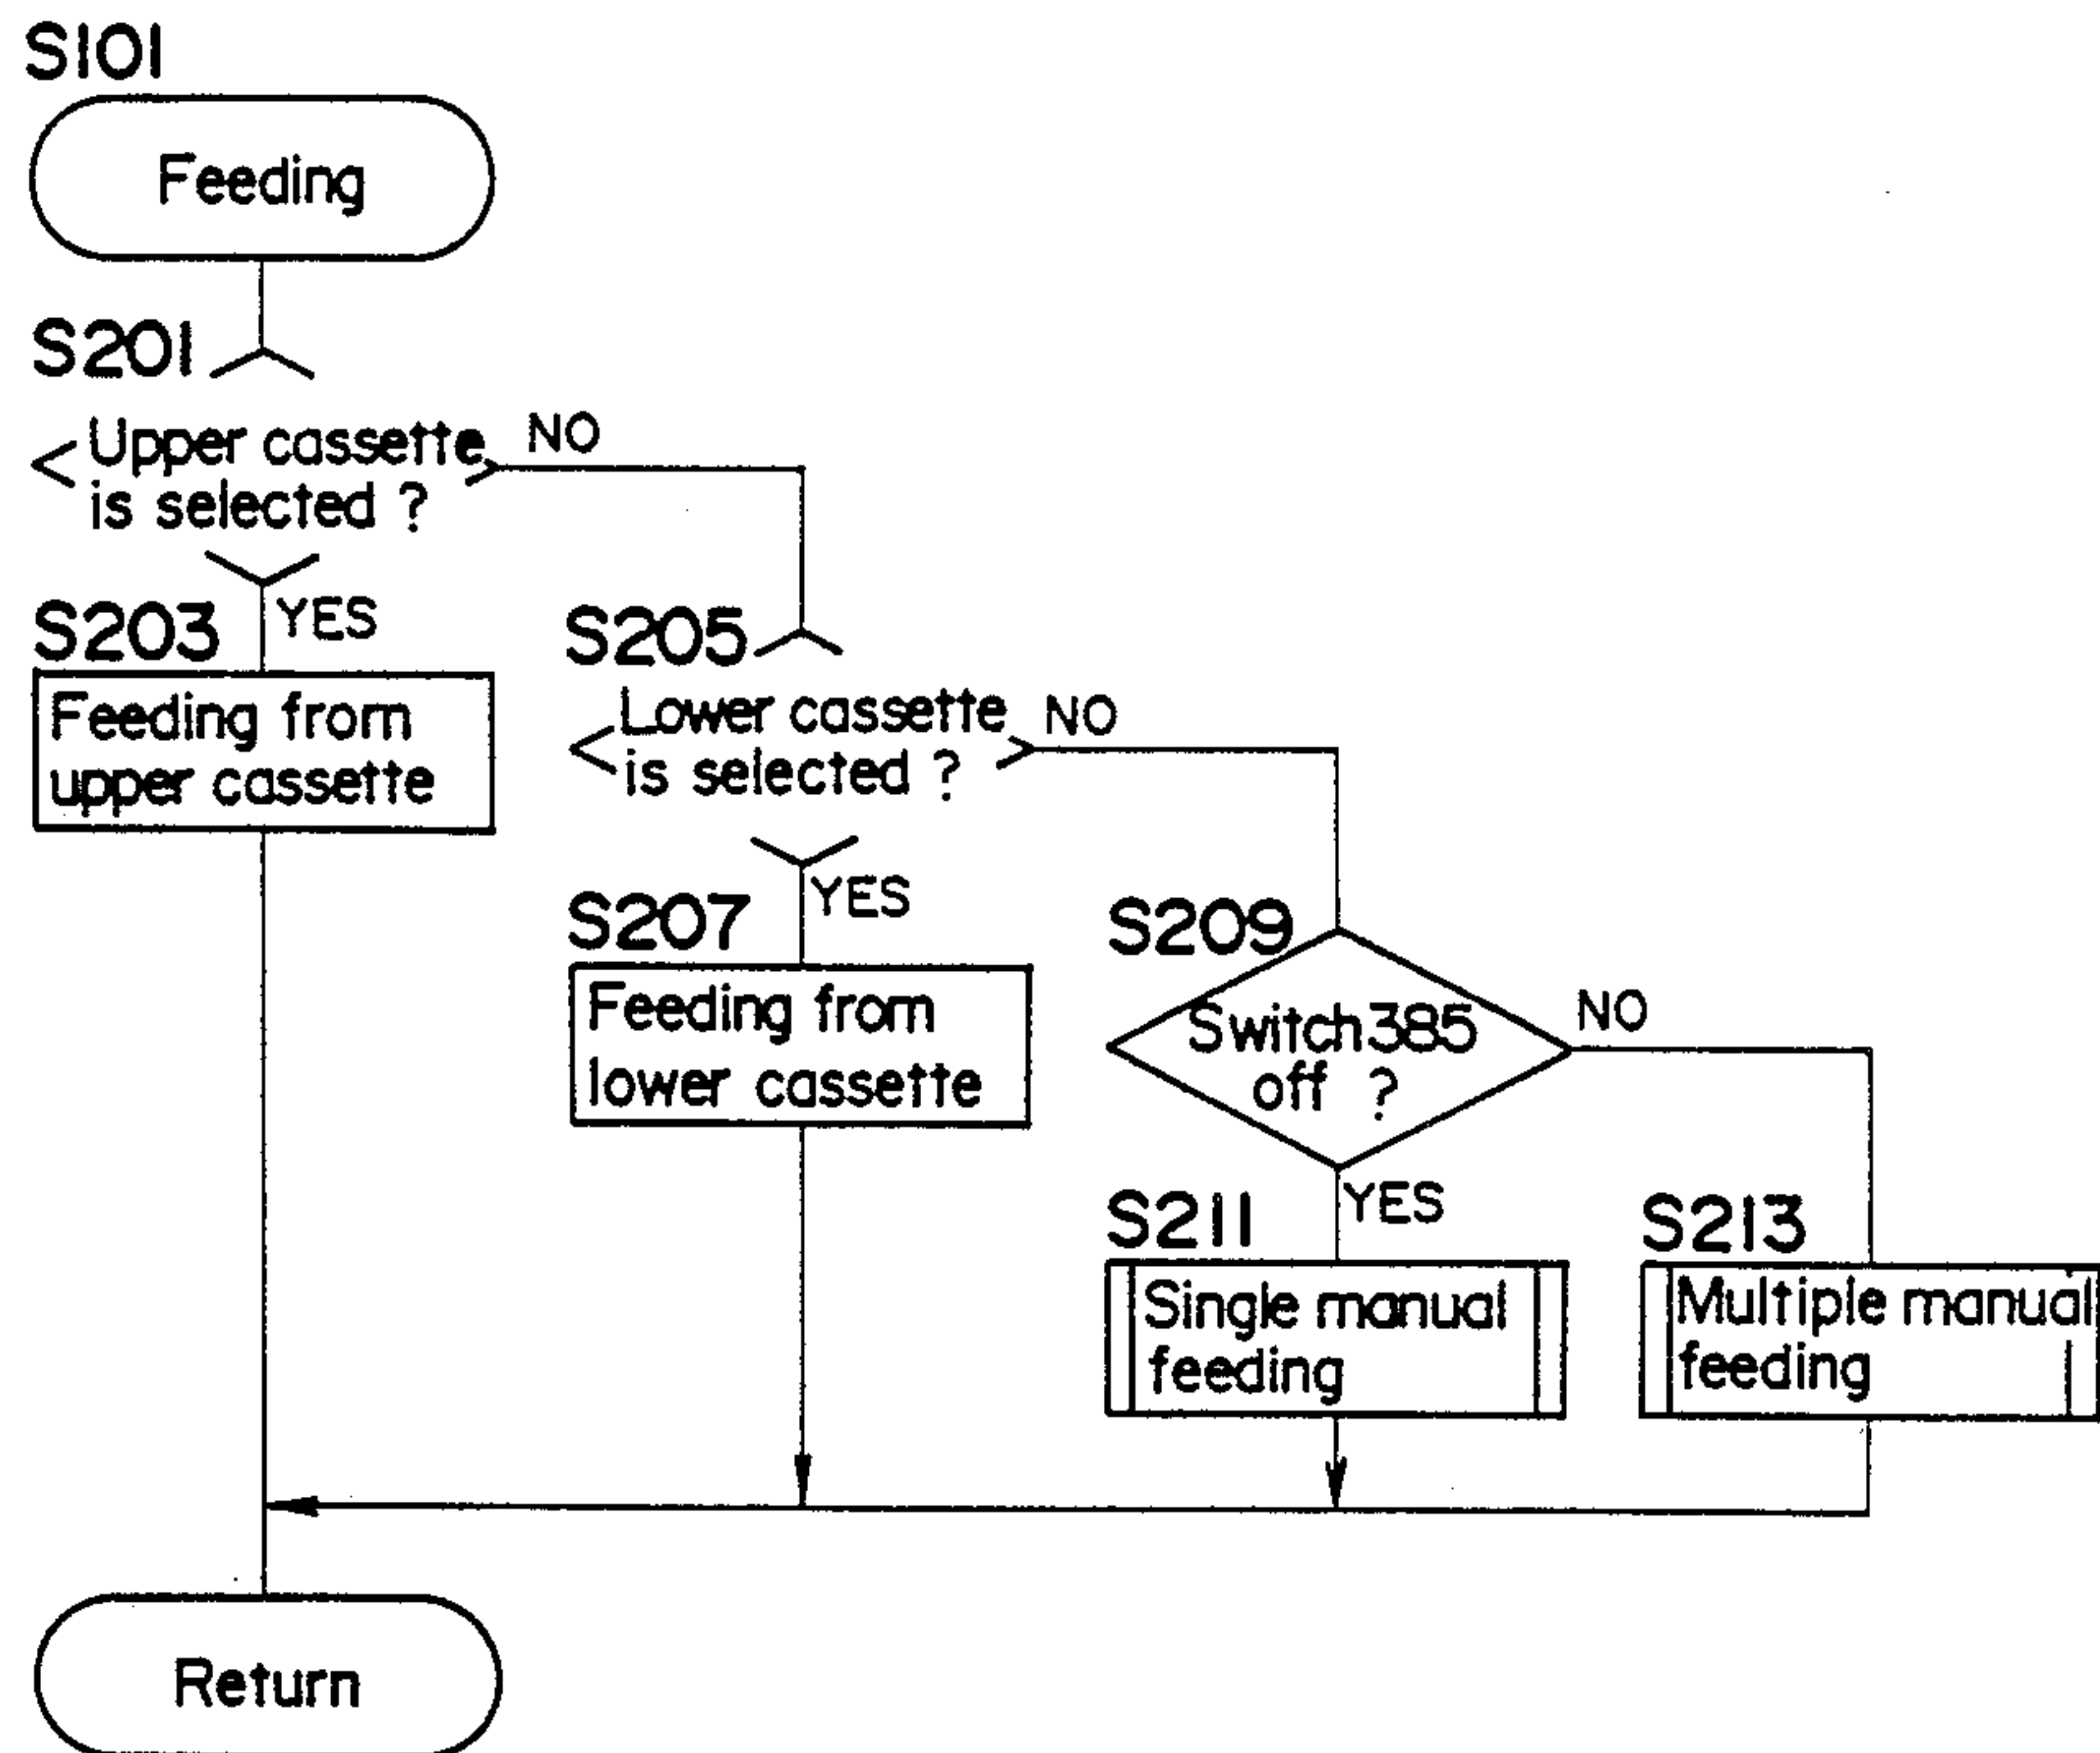 S101
Feeding
S201
Upper cassette
is selected ?
NO
YES
S203
Feeding from
upper cassette
S205
Lower cassette
is selected ?
NO
YES
S207
Feeding from
lower cassette
S209
Switch385
off ?
NO
YES
S211
Single manual
feeding
S213
Multiple manual
feeding
Return